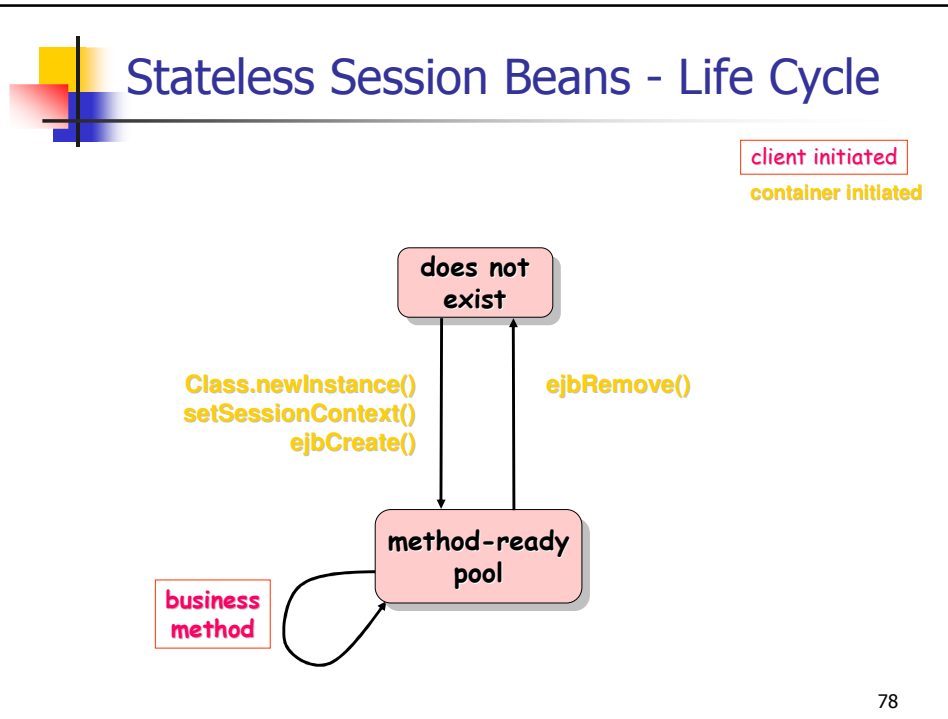 Stateless Session Beans - Life Cycle
client initiated
container initiated
does not
exist
Class.newInstance()
setSessionContext()
ejbCreate()
ejbRemove()
method-ready
pool
business
method
78